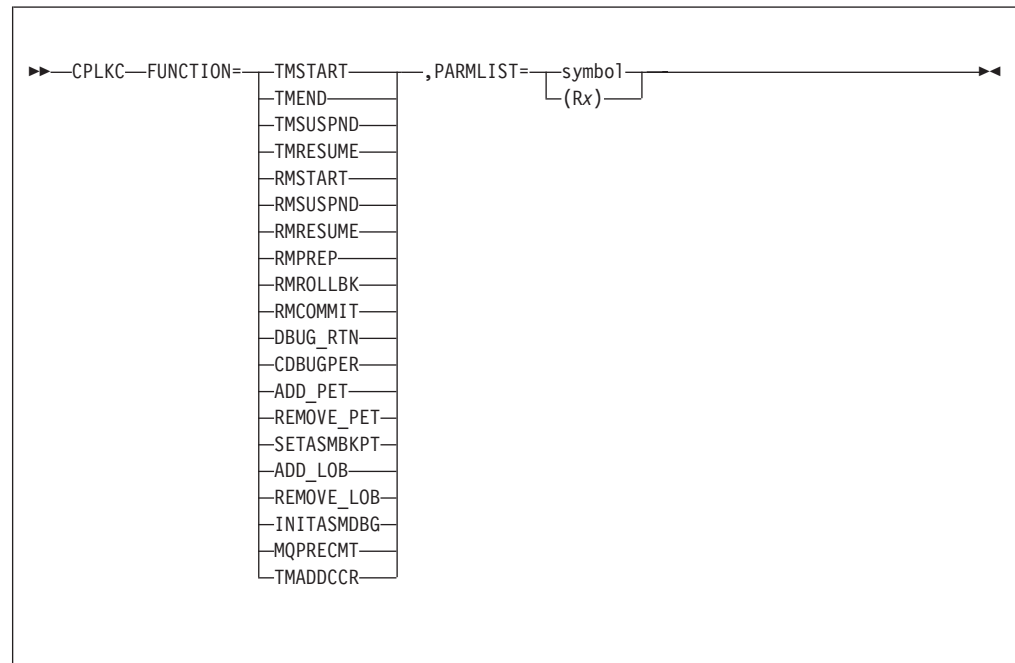 CPLKC FUNCTION= TMSTART ,PARMLIST= symbol
TMEND (Rx)
TMSUSPND
TMRESUME
RMSTART
RMSUSPND
RMRESUME
RMPREP
RMROLLBK
RMCOMMIT
DBUG_RTN
CDBUGPER
ADD_PET
REMOVE_PET
SETASMBKPT
ADD_LOB
REMOVE_LOB
INITASMDBG
MQPRECMT
TMADDCCR